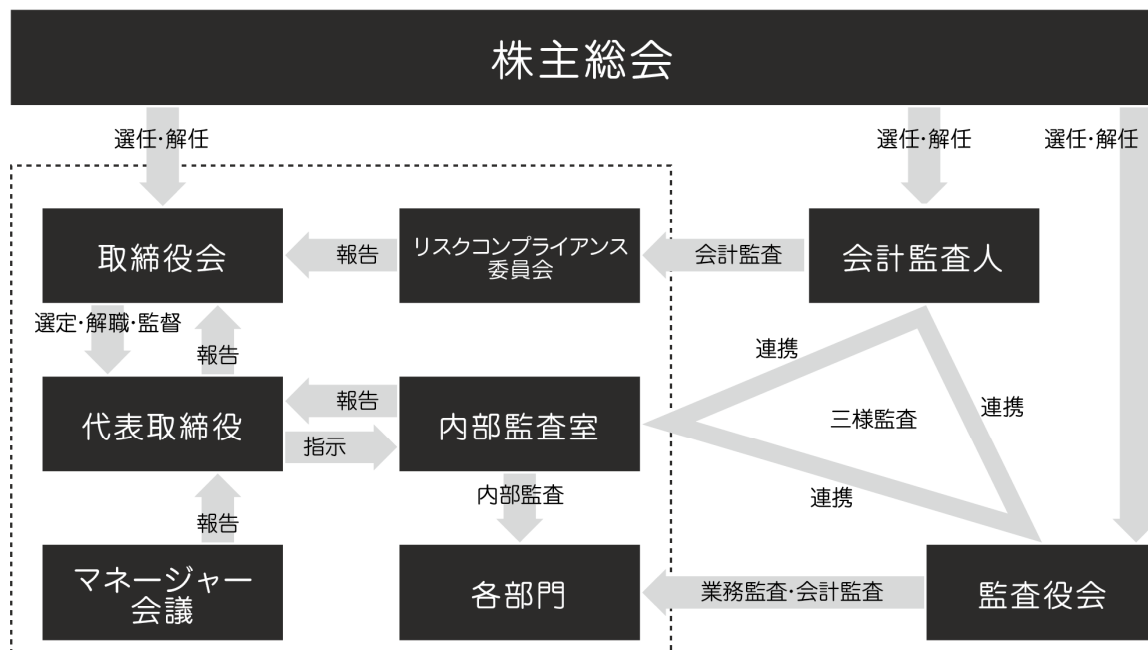 株主総会
選任・解任
選任・解任
選任・解任
取締役会
報告
リスクコンプライアンス
委員会
会計監査
会計監査人
選定・解職・監督
報告
連携
代表取締役
報告
指示
内部監査室
三様監査
連携
連携
報告
内部監査
マネージャー
会議
各部門
業務監査・会計監査
監査役会